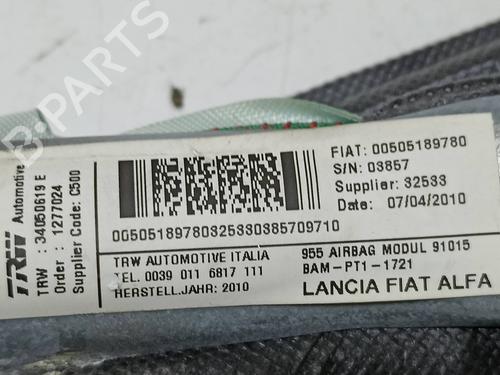 TRW Automotive
TRW : 34050619 E
Order : 1277024
Supplier Code: C500
00505189780325330385709710
FIAT: 00505189780
S/N: 03857
Supplier: 32533
Date: 07/04/2010
TRW AUTOMOTIVE ITALIA
TEL. 0039 011 6817 111
HERSTELL.JAHR: 2010
955 AIRBAG MODUL 91015
BAM-PT1-1721
LANCIA FIAT ALFA
B-PARTS